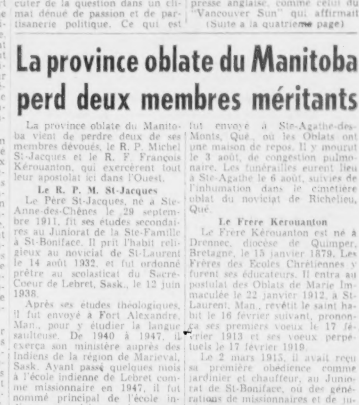 cuter de la question dans un cli-
mat dénué de passion et de par-
tisanerie politique. Ce qui est
presse anglaise, comme celui du
"Vancouver Sun" qui affirmait
(Suite à la quatrième page)
La province oblate du Manitoba
perd deux membres méritants
La province oblate du Manito-
ba vient de perdre deux de ses
membres dévoués, le R. P. Michel
St-Jacques et le R. F. François
Kérouanton, qui exercèrent tout
leur apostolat ici dans l'Ouest.
Le R. P. M. St-Jacques
Le Père St-Jacques, né à Ste-
Anne-des-Chênes le 29 septem-
bre 1911, fit ses études secondai-
res au Juniorat de la Ste-Famille
à St-Boniface. Il prit l'habit reli-
gieux au noviciat de St-Laurent
le 14 août 1932, et fut ordonné
prêtre au scolasticat du Sacré-
Coeur de Lebret, Sask., le 12 juin
1938.
Après ses études théologiques,
il fut envoyé à Fort Alexandre,
Man., pour y étudier la langue
saulteuse. De 1940 à 1947, il
exerça son ministère auprès des
Indiens de la région de Marieval,
Sask. Ayant passé quelques mois
à l'école indienne de Lebret com-
me missionnaire en 1947, il fut
nommé principal de l'école in-
fut envoyé à Ste-Agathe-des-
Monts, Qué., où les Oblats ont
une maison de repos. Il y mourut
le 3 août, de congestion pulmo-
naire. Les funérailles eurent lieu
à Ste-Agathe le 6 août, suivies de
l'inhumation dans le cimetière
oblat du noviciat de Richelieu,
Qué.
Le Frère Kérouanton
Le Frère Kérouanton est né à
Drennec, diocèse de Quimper,
Bretagne, le 15 janvier 1879. Les
Frères des Ecoles Chrétiennes y
furent ses éducateurs. Il entra au
postulat des Oblats de Marie Im-
maculée le 22 janvier 1912, à St-
Laurent, Man., revêtit le saint ha-
bit le 16 février suivant, pronon-
ça ses premiers voeux le 17 fé-
vrier 1913 et ses voeux perpé-
tuels le 17 février 1919.
Le 2 mars 1913, il avait reçu
sa première obédience comme
jardinier et chauffeur, au Junio-
rat de St-Boniface, où des géné-
rations de missionnaires et de ju-